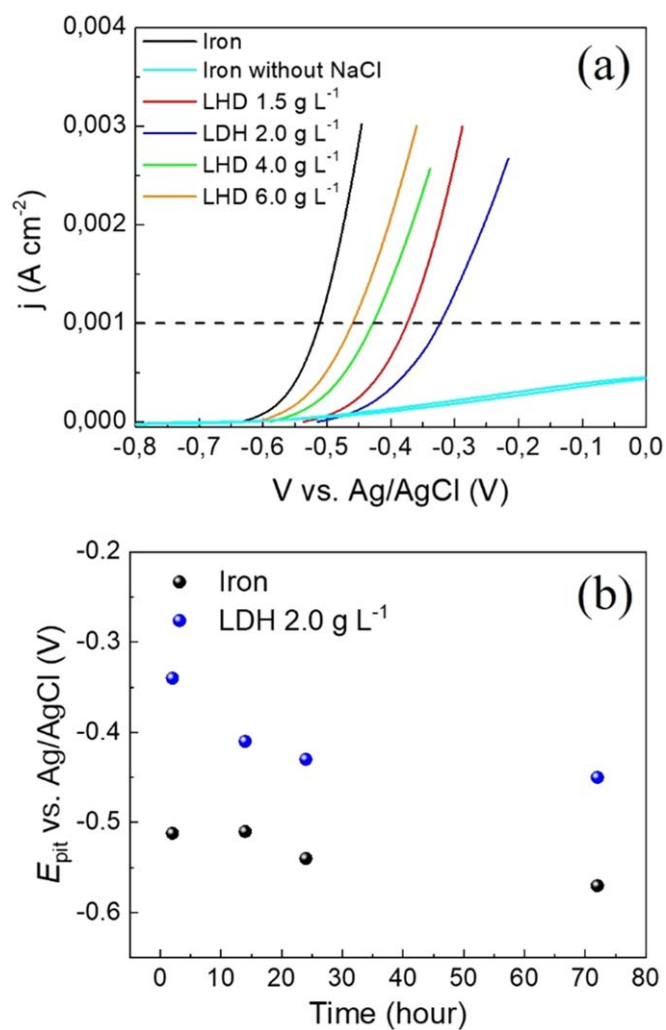 (a)
Iron
Iron without NaCl
LHD 1.5 g L⁻¹
LDH 2.0 g L⁻¹
LHD 4.0 g L⁻¹
LHD 6.0 g L⁻¹
0,004
0,003
0,002
0,001
0,000
j (A cm⁻²)
-0,8 -0,7 -0,6 -0,5 -0,4 -0,3 -0,2 -0,1 0,0
V vs. Ag/AgCl (V)
(b)
Iron
LDH 2.0 g L⁻¹
-0.2
-0.3
-0.4
-0.5
-0.6
Epit vs. Ag/AgCl (V)
0 10 20 30 40 50 60 70 80
Time (hour)